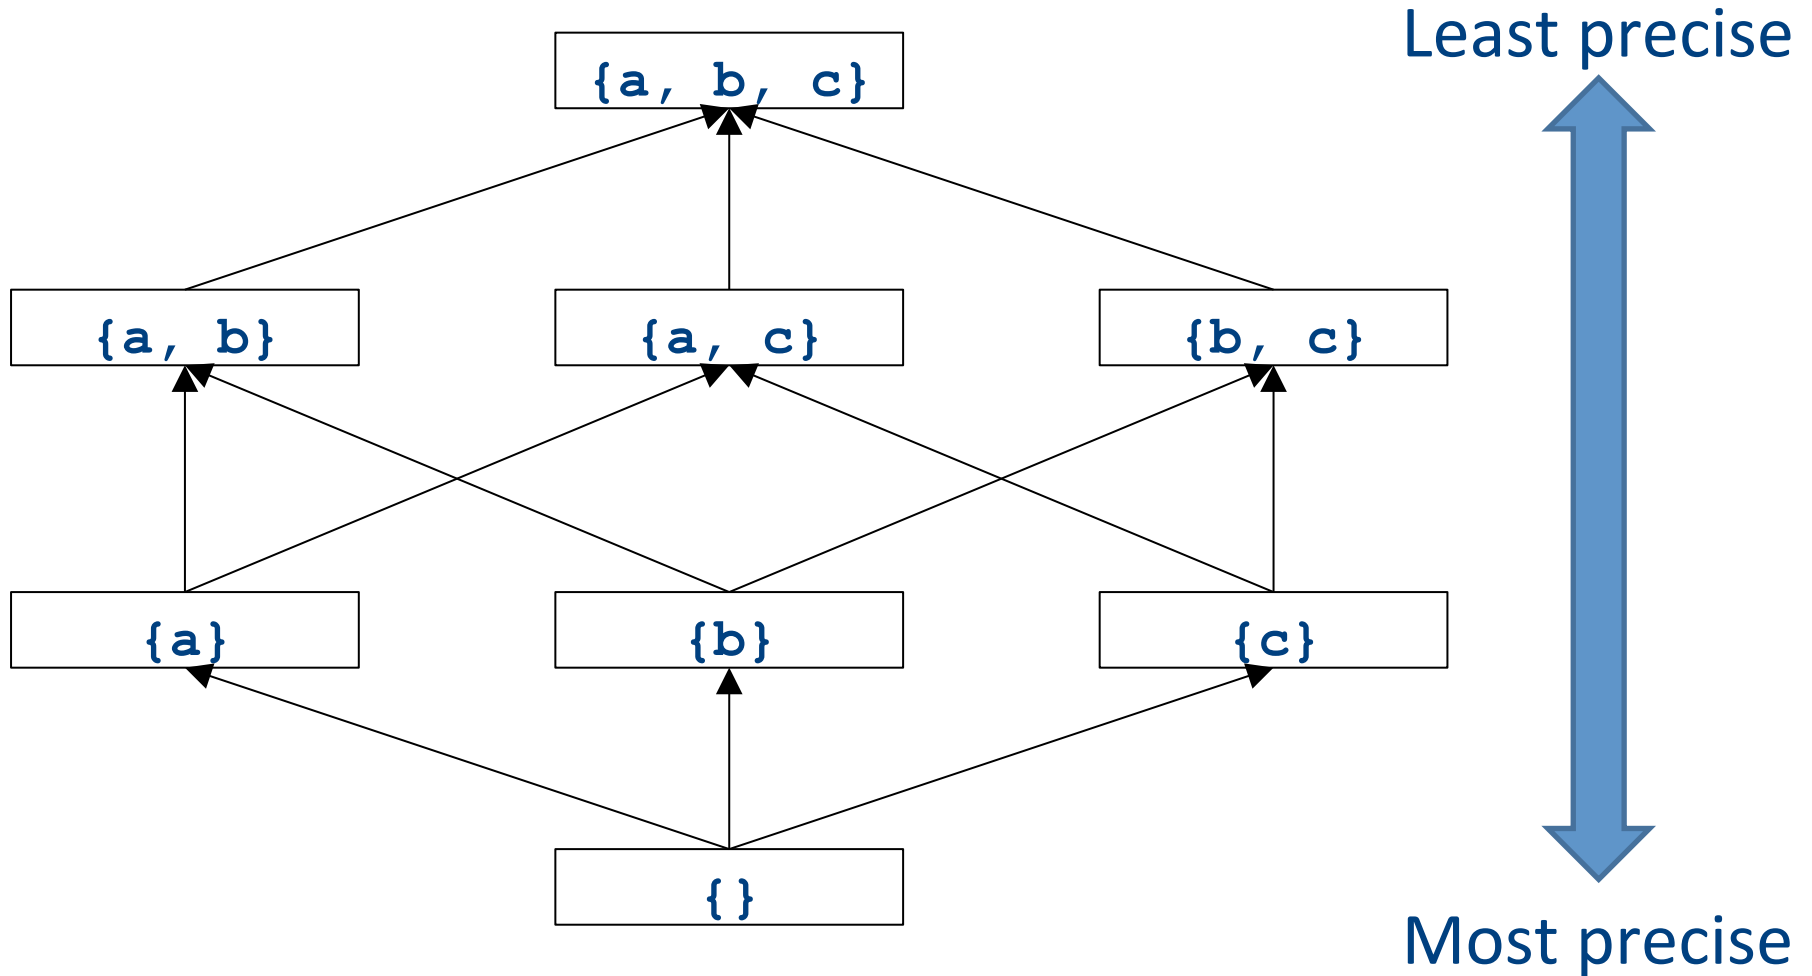 Least precise
{a, b, c}
{a, b} {a, c} {b, c}
{a} {b} {c}
{}
Most precise